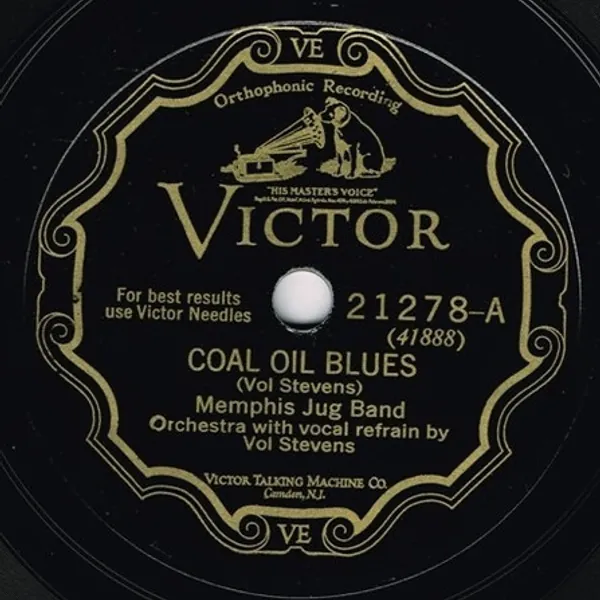 VE
Orthophonic Recording
"HIS MASTER'S VOICE"
VICTOR
For best results
use Victor Needles
21278-A
(41888)
COAL OIL BLUES
(Vol Stevens)
Memphis Jug Band
Orchestra with vocal refrain by
Vol Stevens
VICTOR TALKING MACHINE CO.
Camden, N.J.
VE